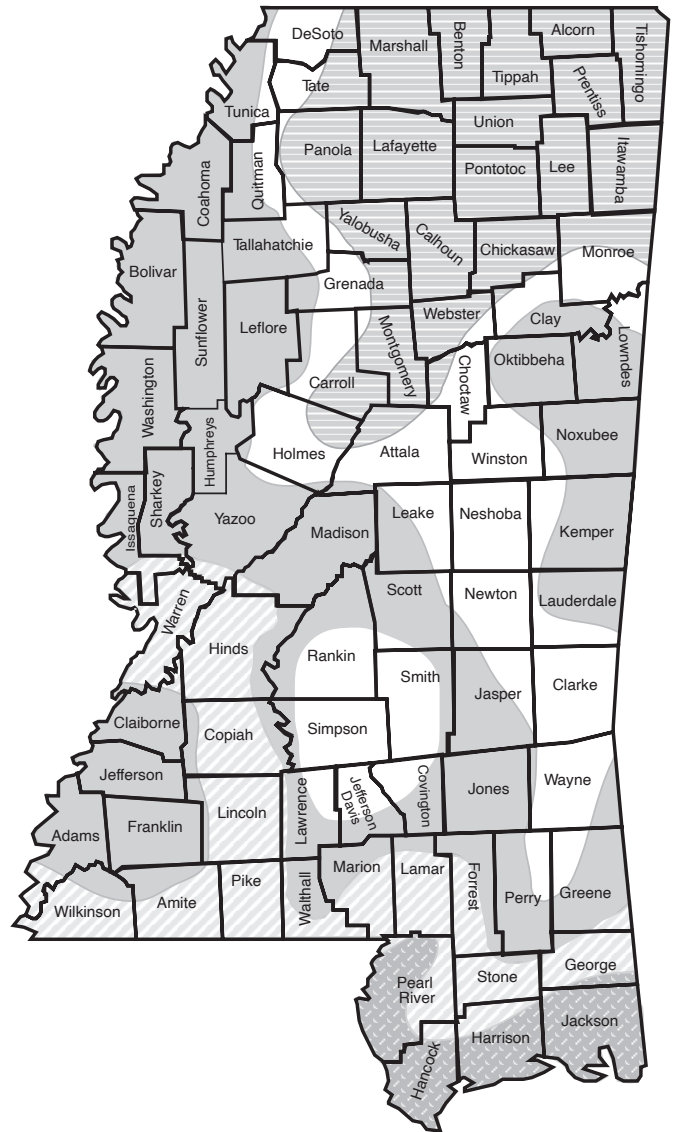 DeSoto
Marshall
Benton
Alcorn
Tishomingo
Tippah
Prentiss
Tate
Tunica
Union
Panola
Lafayette
Quitman
Coahoma
Pontotoc
Lee
Itawamba
Yalobusha
Calhoun
Tallahatchie
Chickasaw
Monroe
Bolivar
Grenada
Sunflower
Leflore
Montgomery
Webster
Clay
Lowndes
Oktibbeha
Choctaw
Carroll
Washington
Humphreys
Holmes
Attala
Winston
Noxubee
Issaquena
Sharkey
Yazoo
Madison
Leake
Neshoba
Kemper
Scott
Newton
Lauderdale
Warren
Hinds
Rankin
Smith
Jasper
Clarke
Claiborne
Copiah
Simpson
Jefferson
Lawrence
Jefferson
Davis
Covington
Jones
Wayne
Adams
Franklin
Lincoln
Wilkinson
Amite
Pike
Walthall
Marion
Lamar
Forrest
Perry
Greene
Pearl
River
Stone
George
Hancock
Harrison
Jackson